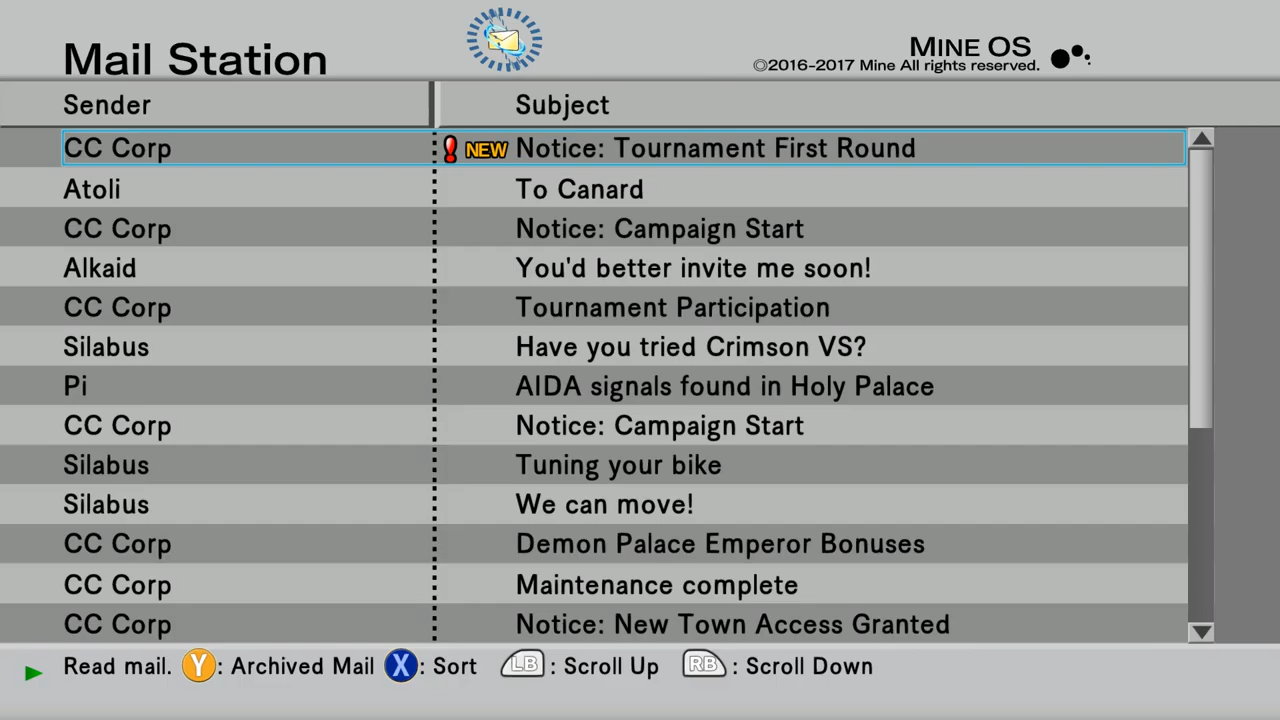 Mail Station
MINE OS
©2016-2017 Mine All rights reserved.
Sender Subject
CC Corp NEW Notice: Tournament First Round
Atoli To Canard
CC Corp Notice: Campaign Start
Alkaid You'd better invite me soon!
CC Corp Tournament Participation
Silabus Have you tried Crimson VS?
Pi AIDA signals found in Holy Palace
CC Corp Notice: Campaign Start
Silabus Tuning your bike
Silabus We can move!
CC Corp Demon Palace Emperor Bonuses
CC Corp Maintenance complete
CC Corp Notice: New Town Access Granted
Read mail. Y: Archived Mail X: Sort LB: Scroll Up RB: Scroll Down